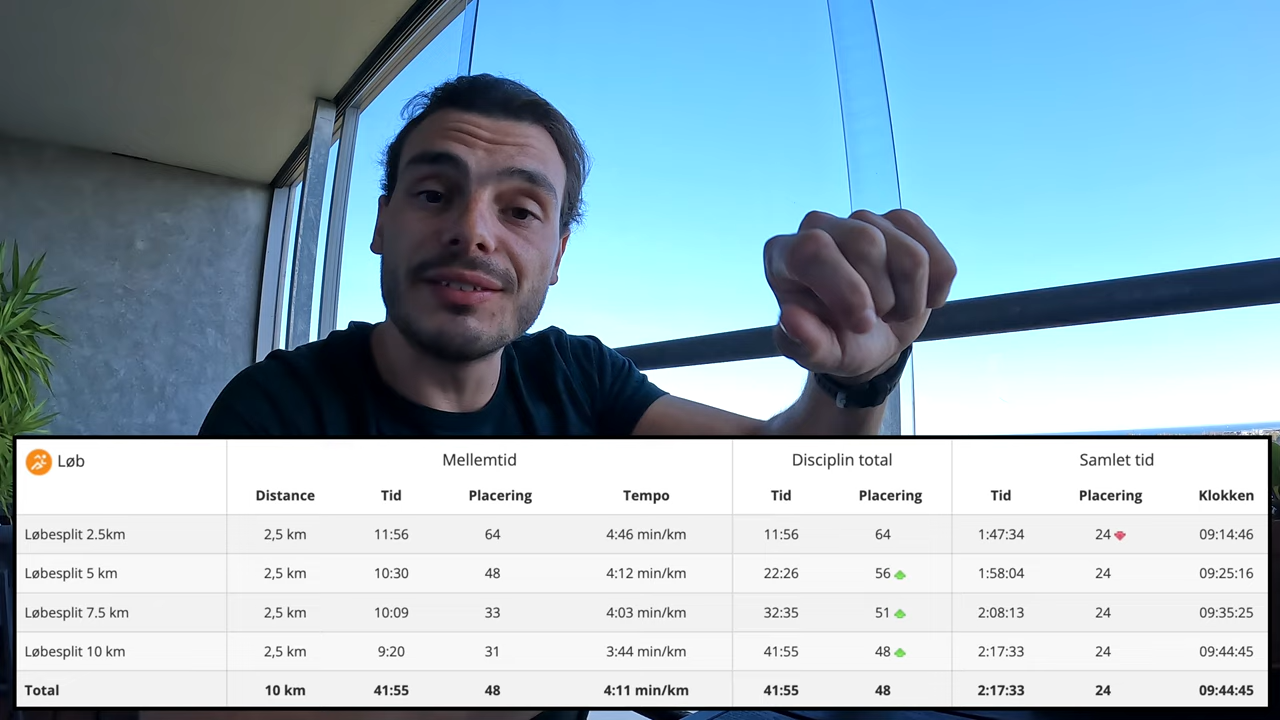 Løb Mellemtid Disciplin total Samlet tid
Distance Tid Placering Tempo Tid Placering Tid Placering Klokken
Løbesplit 2.5km 2,5 km 11:56 64 4:46 min/km 11:56 64 1:47:34 24 09:14:46
Løbesplit 5 km 2,5 km 10:30 48 4:12 min/km 22:26 56 1:58:04 24 09:25:16
Løbesplit 7.5 km 2,5 km 10:09 33 4:03 min/km 32:35 51 2:08:13 24 09:35:25
Løbesplit 10 km 2,5 km 9:20 31 3:44 min/km 41:55 48 2:17:33 24 09:44:45
Total 10 km 41:55 48 4:11 min/km 41:55 48 2:17:33 24 09:44:45